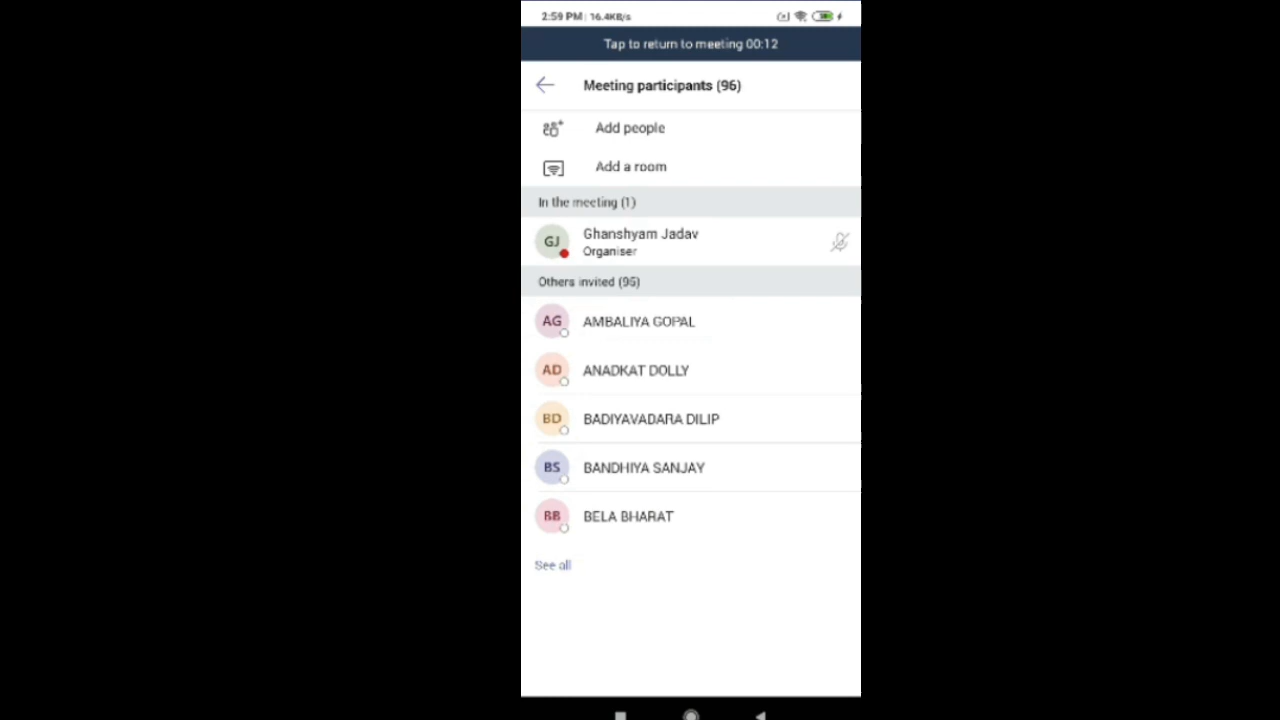 2:59 PM | 16.4KB/s
Tap to return to meeting 00:12
Meeting participants (96)
Add people
Add a room
In the meeting (1)
GJ
Ghanshyam Jadav
Organiser
Others invited (95)
AG AMBALIYA GOPAL
AD ANADKAT DOLLY
BD BADIYAVADARA DILIP
BS BANDHIYA SANJAY
BB BELA BHARAT
See all